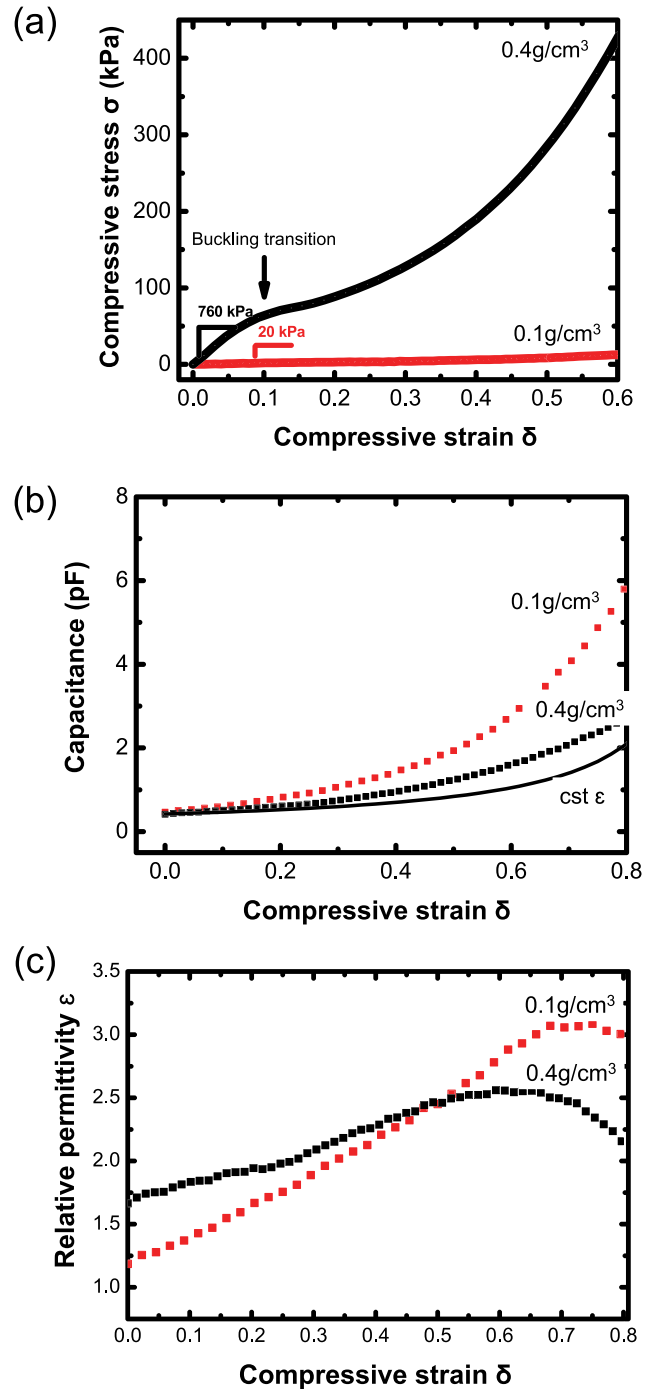 (a)
Compressive stress σ (kPa)
400
300
200
100
0
0.4g/cm³
Buckling transition
760 kPa
20 kPa
0.1g/cm³
0.0 0.1 0.2 0.3 0.4 0.5 0.6
Compressive strain δ
(b)
Capacitance (pF)
8
6
4
2
0
0.1g/cm³
0.4g/cm³
cst ε
0.0 0.2 0.4 0.6 0.8
Compressive strain δ
(c)
Relative permittivity ε
3.5
3.0
2.5
2.0
1.5
1.0
0.1g/cm³
0.4g/cm³
0.0 0.1 0.2 0.3 0.4 0.5 0.6 0.7 0.8
Compressive strain δ